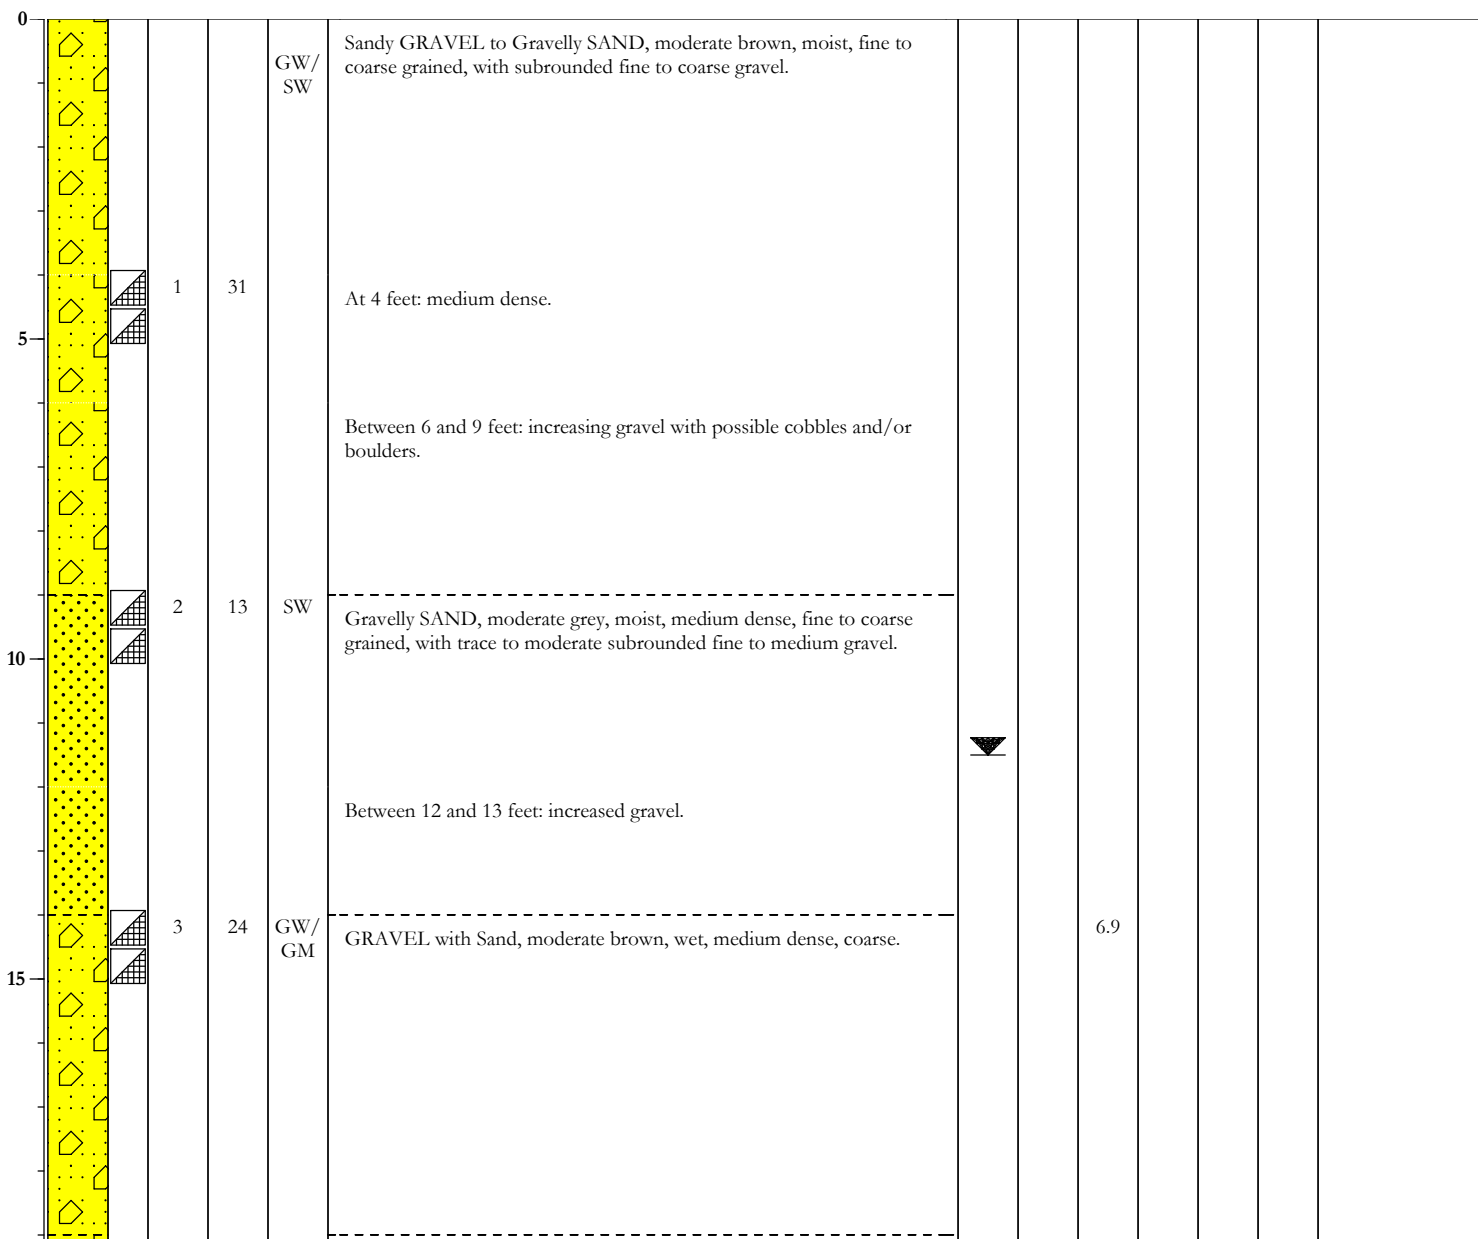 0
Sandy GRAVEL to Gravelly SAND, moderate brown, moist, fine to
coarse grained, with subrounded fine to coarse gravel.
GW/
SW
1 31
At 4 feet: medium dense.
5
Between 6 and 9 feet: increasing gravel with possible cobbles and/or
boulders.
2 13 SW
Gravelly SAND, moderate grey, moist, medium dense, fine to coarse
grained, with trace to moderate subrounded fine to medium gravel.
10
Between 12 and 13 feet: increased gravel.
3 24 GW/
GM
GRAVEL with Sand, moderate brown, wet, medium dense, coarse.
6.9
15